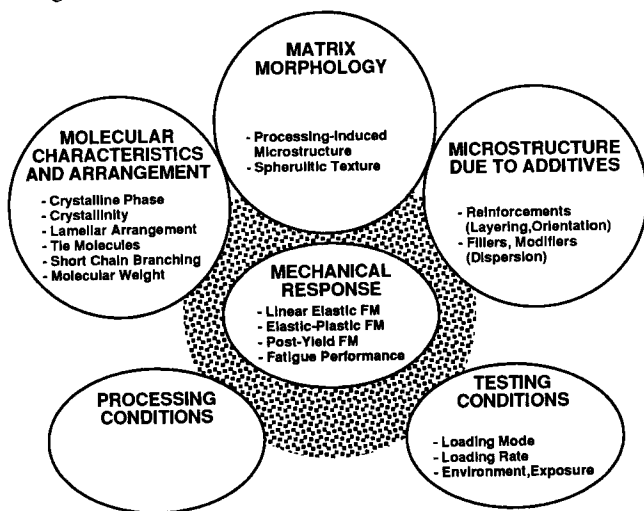 MATRIX
MORPHOLOGY
- Processing-Induced
Microstructure
- Spherulitic Texture
MOLECULAR
CHARACTERISTICS
AND ARRANGEMENT
- Crystalline Phase
- Crystallinity
- Lamellar Arrangement
- Tie Molecules
- Short Chain Branching
- Molecular Weight
MICROSTRUCTURE
DUE TO ADDITIVES
- Reinforcements
(Layering,Orientation)
- Fillers, Modifiers
(Dispersion)
MECHANICAL
RESPONSE
- Linear Elastic FM
- Elastic-Plastic FM
- Post-Yield FM
- Fatigue Performance
PROCESSING
CONDITIONS
TESTING
CONDITIONS
- Loading Mode
- Loading Rate
- Environment,Exposure